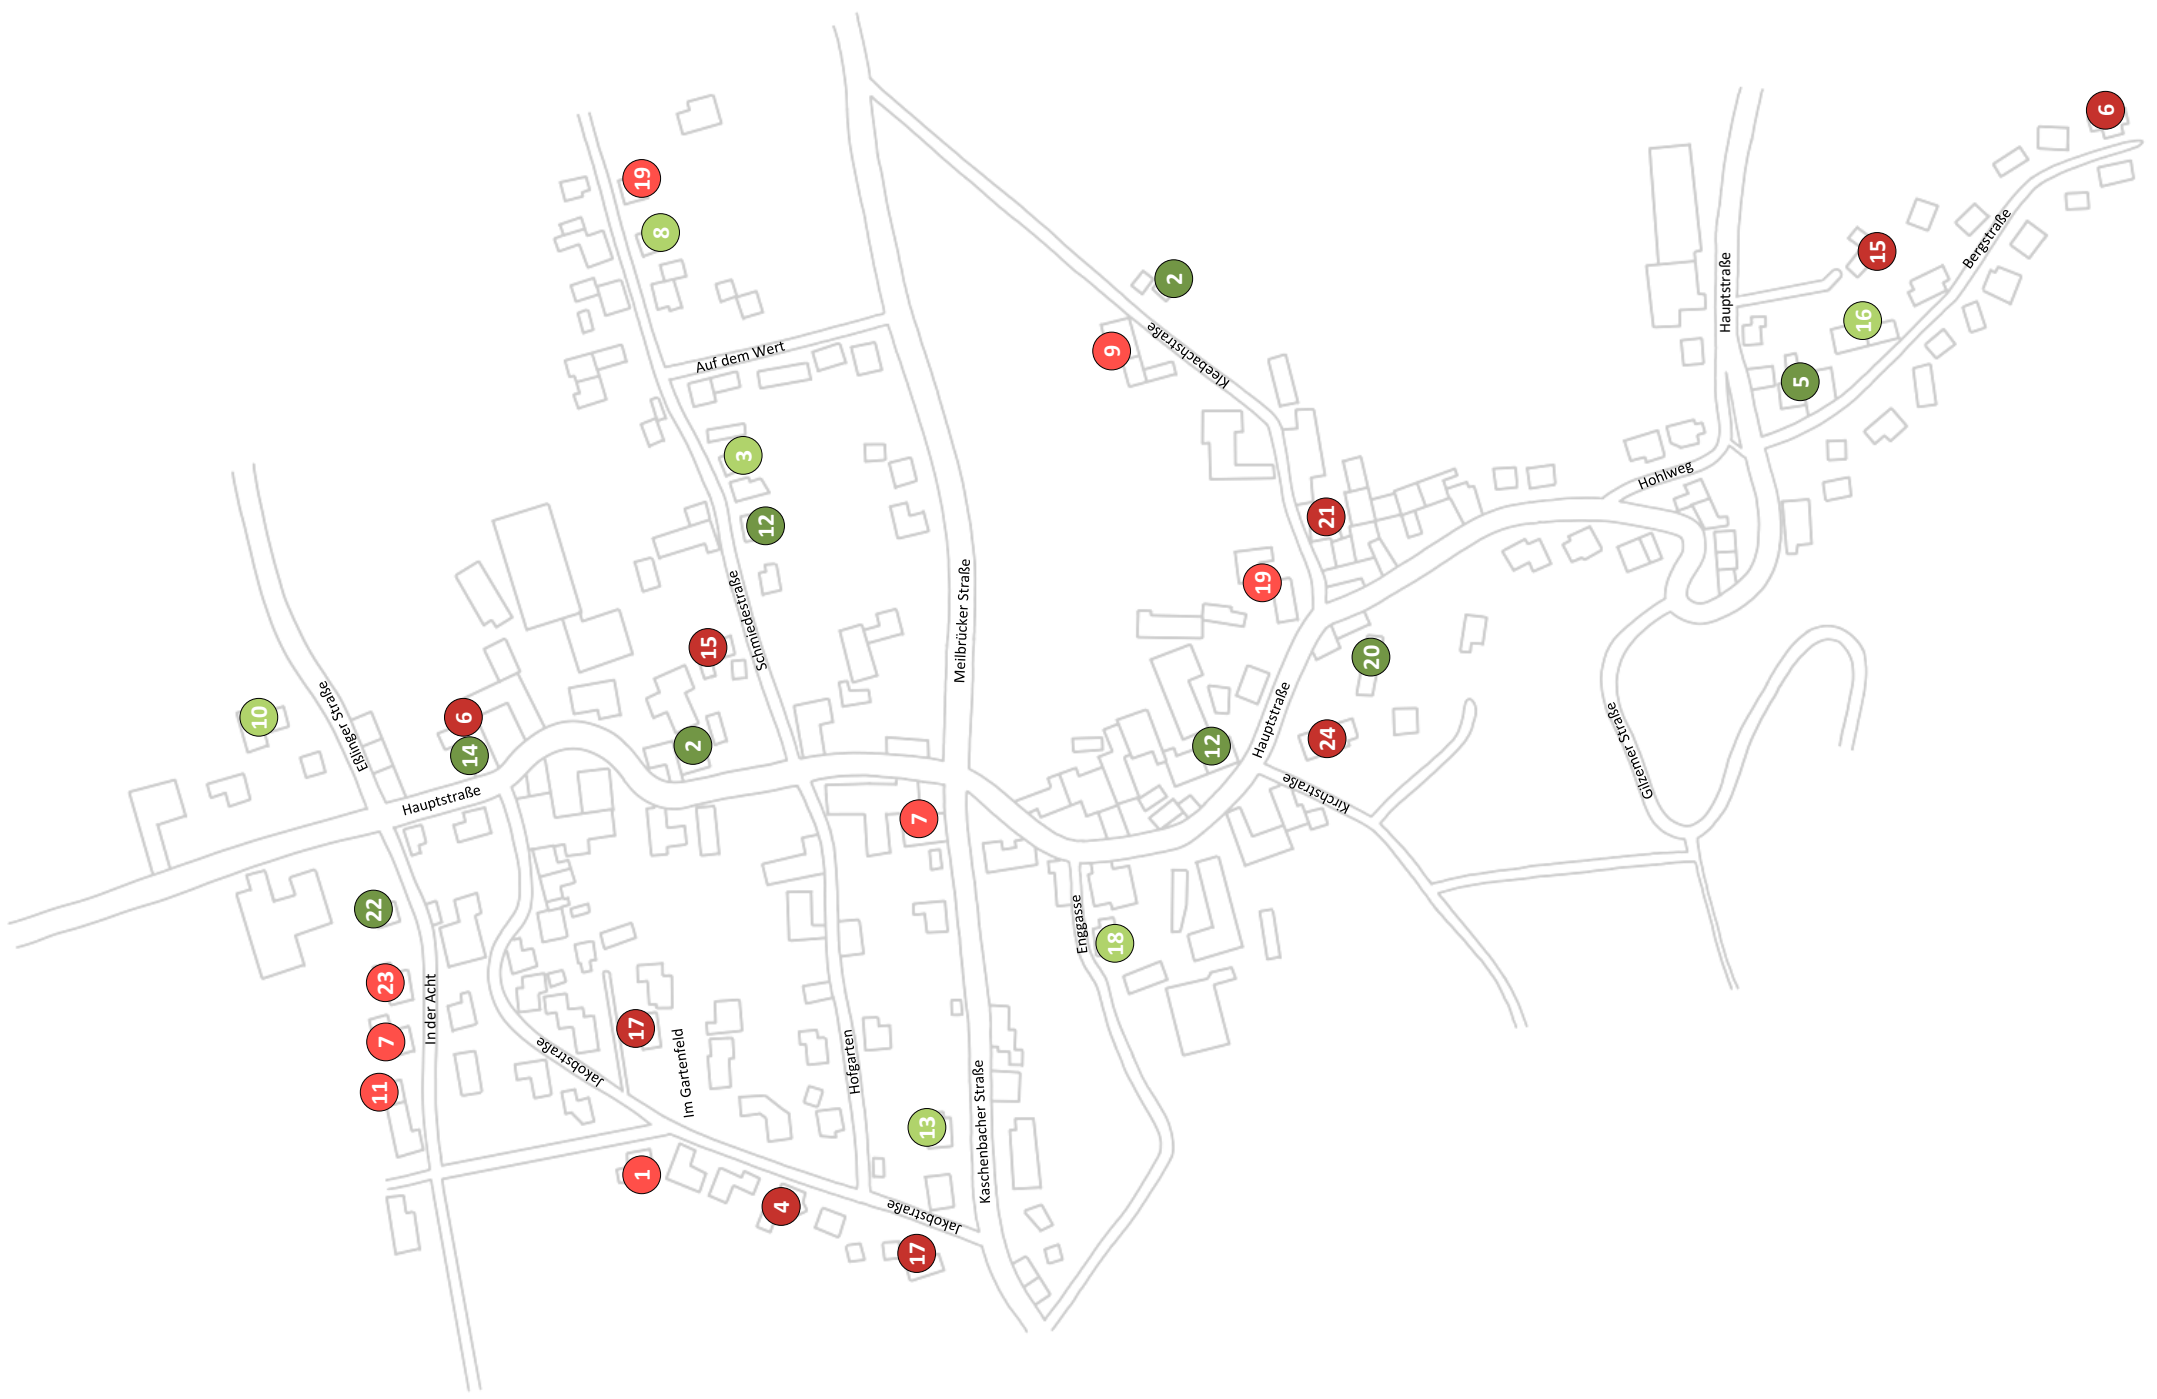 6
19
8
15
2
Hauptstraße
Bergstraße
16
9
Kleebachstraße
Auf dem Wert
5
3
Hohlweg
12
21
19
Schmiedestraße
Meilbrücker Straße
15
20
10
Eßlinger Straße
6
14
2
12
Hauptstraße
24
Gilzemer Straße
Kirchstraße
Hauptstraße
7
22
Enggasse
18
23
In der Acht
7
11
17
Jakobstraße
Im Gartenfeld
Hofgarten
13
Kaschenbacher Straße
1
4
Jakobstraße
17